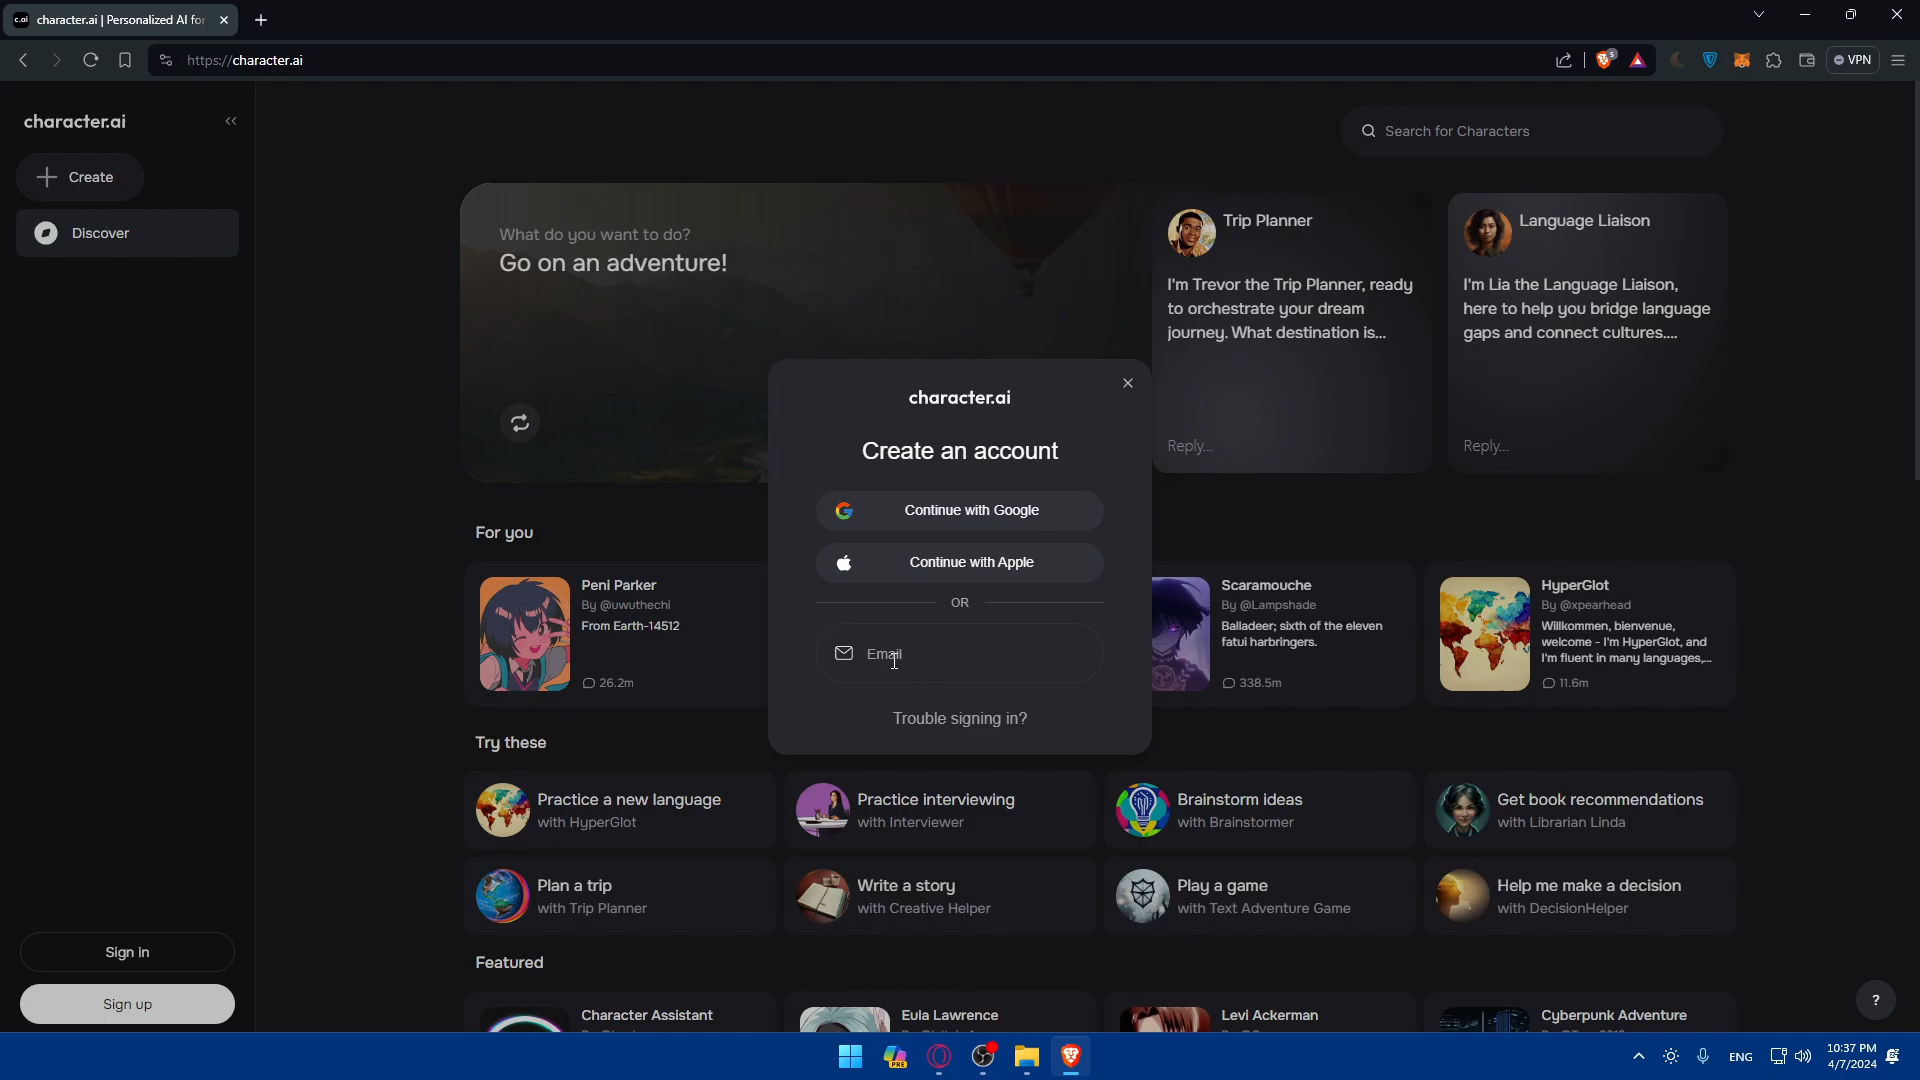 c.ai character.ai | Personalized AI for
https://character.ai
5
VPN
character.ai
Create
Discover
Search for Characters
What do you want to do?
Go on an adventure!
Trip Planner
I'm Trevor the Trip Planner, ready
to orchestrate your dream
journey. What destination is...
Reply...
Language Liaison
I'm Lia the Language Liaison,
here to help you bridge language
gaps and connect cultures....
Reply...
character.ai
Create an account
Continue with Google
Continue with Apple
OR
Email
Trouble signing in?
For you
Peni Parker
By @uwuthechi
From Earth-14512
26.2m
Scaramouche
By @Lampshade
Balladeer; sixth of the eleven
fatui harbringers.
338.5m
HyperGlot
By @xpearhead
Willkommen, bienvenue,
welcome - I'm HyperGlot, and
I'm fluent in many languages,...
11.6m
Try these
Practice a new language
with HyperGlot
Practice interviewing
with Interviewer
Brainstorm ideas
with Brainstormer
Get book recommendations
with Librarian Linda
Plan a trip
with Trip Planner
Write a story
with Creative Helper
Play a game
with Text Adventure Game
Help me make a decision
with DecisionHelper
Featured
Character Assistant
Eula Lawrence
Levi Ackerman
Cyberpunk Adventure
Sign in
Sign up
?
PRE
ENG
10:37 PM
4/7/2024